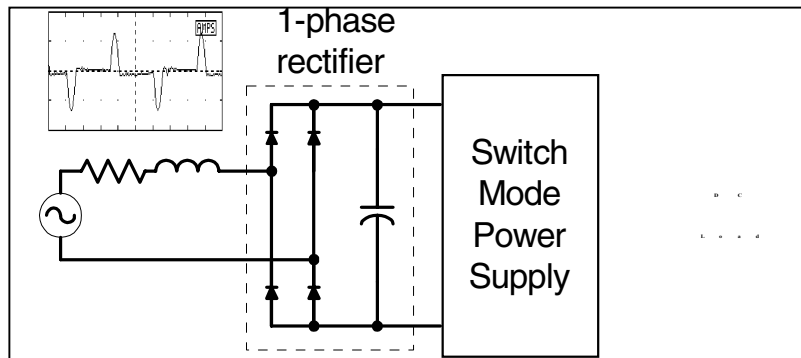 AMPS
1-phase
rectifier
Switch
Mode
Power
Supply
D C
L o a d